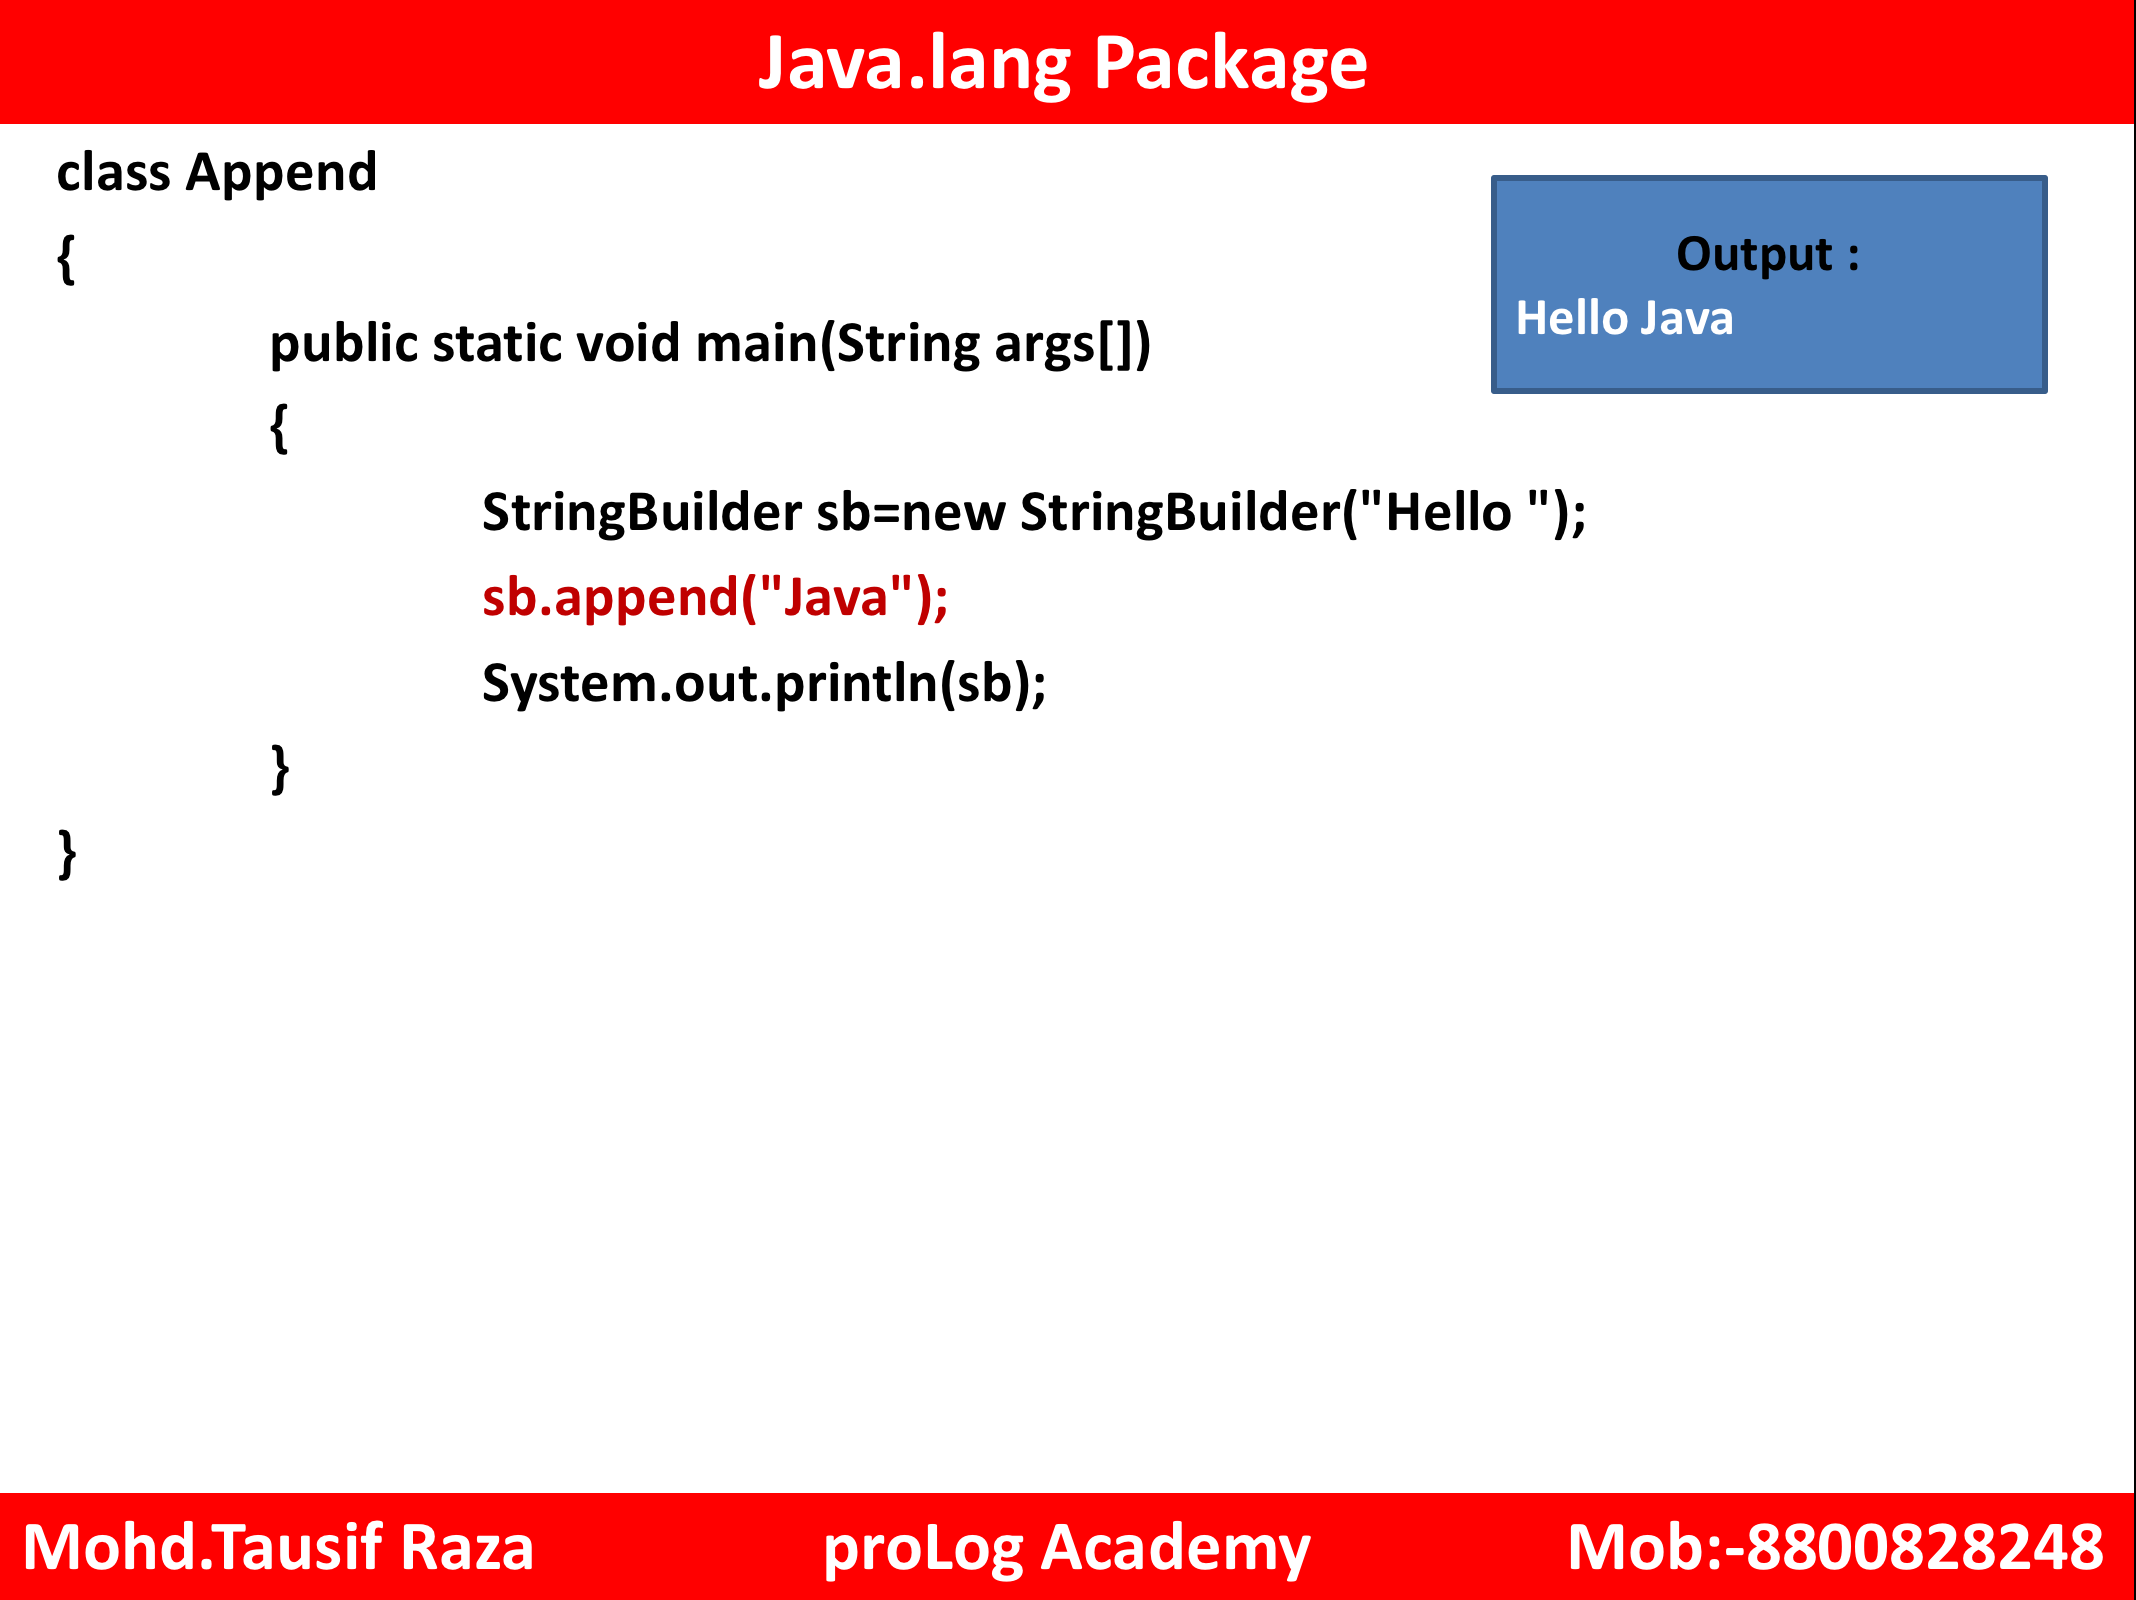 Java.lang Package
class Append
{
public static void main(String args[])
{
StringBuilder sb=new StringBuilder("Hello ");
sb.append("Java");
System.out.println(sb);
}
}
Output :
Hello Java
Mohd.Tausif Raza proLog Academy Mob:-8800828248